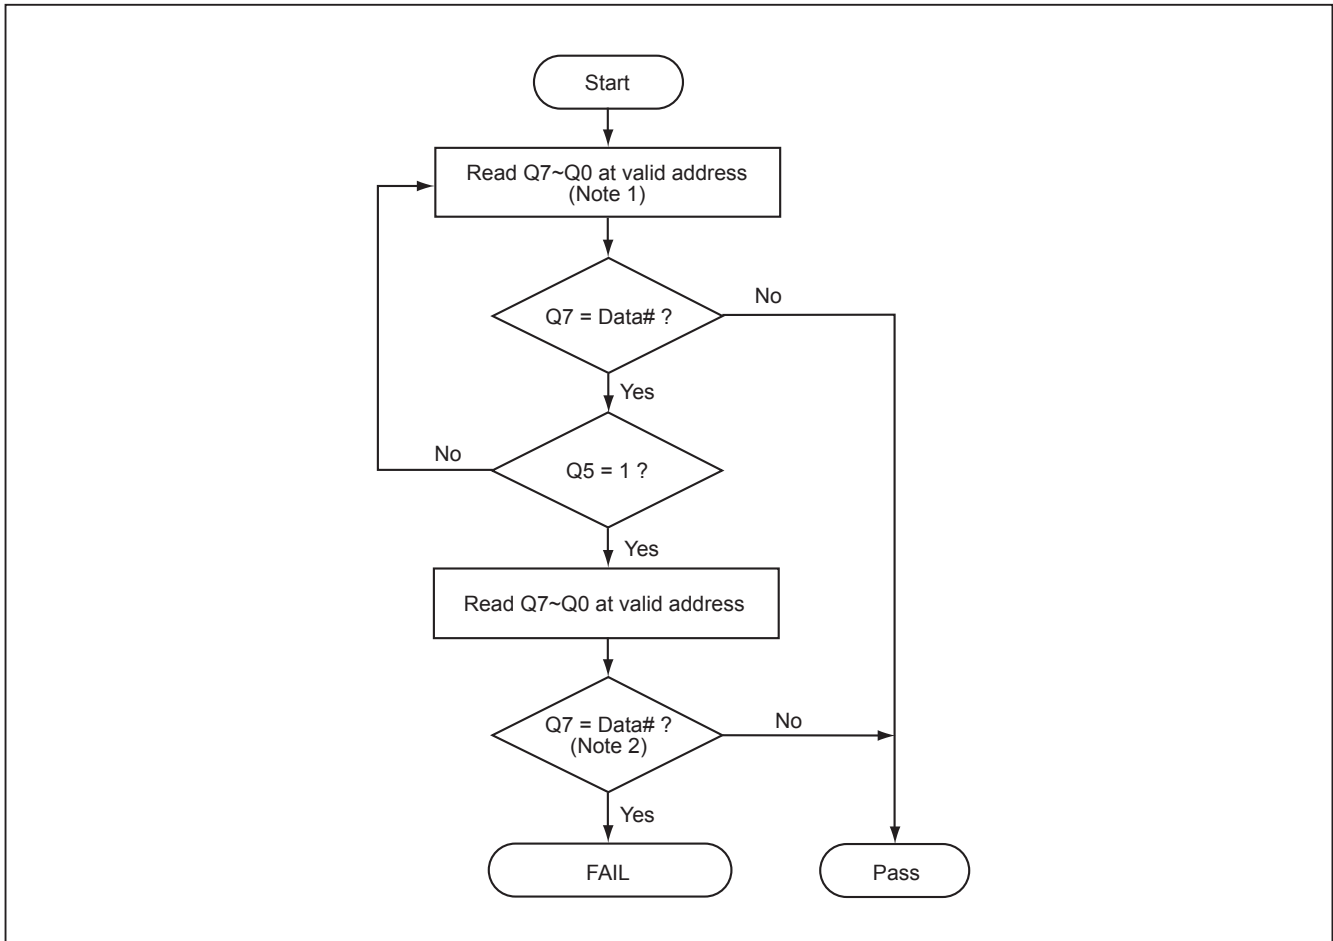 Start
Read Q7~Q0 at valid address
(Note 1)
No
Q7 = Data# ?
Yes
No
Q5 = 1 ?
Yes
Read Q7~Q0 at valid address
Q7 = Data# ?
(Note 2)
No
Yes
FAIL
Pass